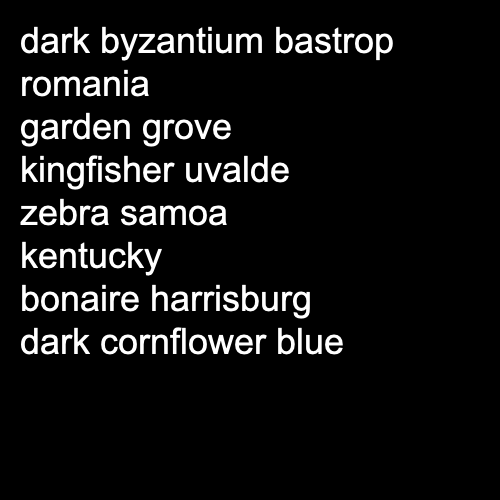 dark byzantium bastrop
romania
garden grove
kingfisher uvalde
zebra samoa
kentucky
bonaire harrisburg
dark cornflower blue